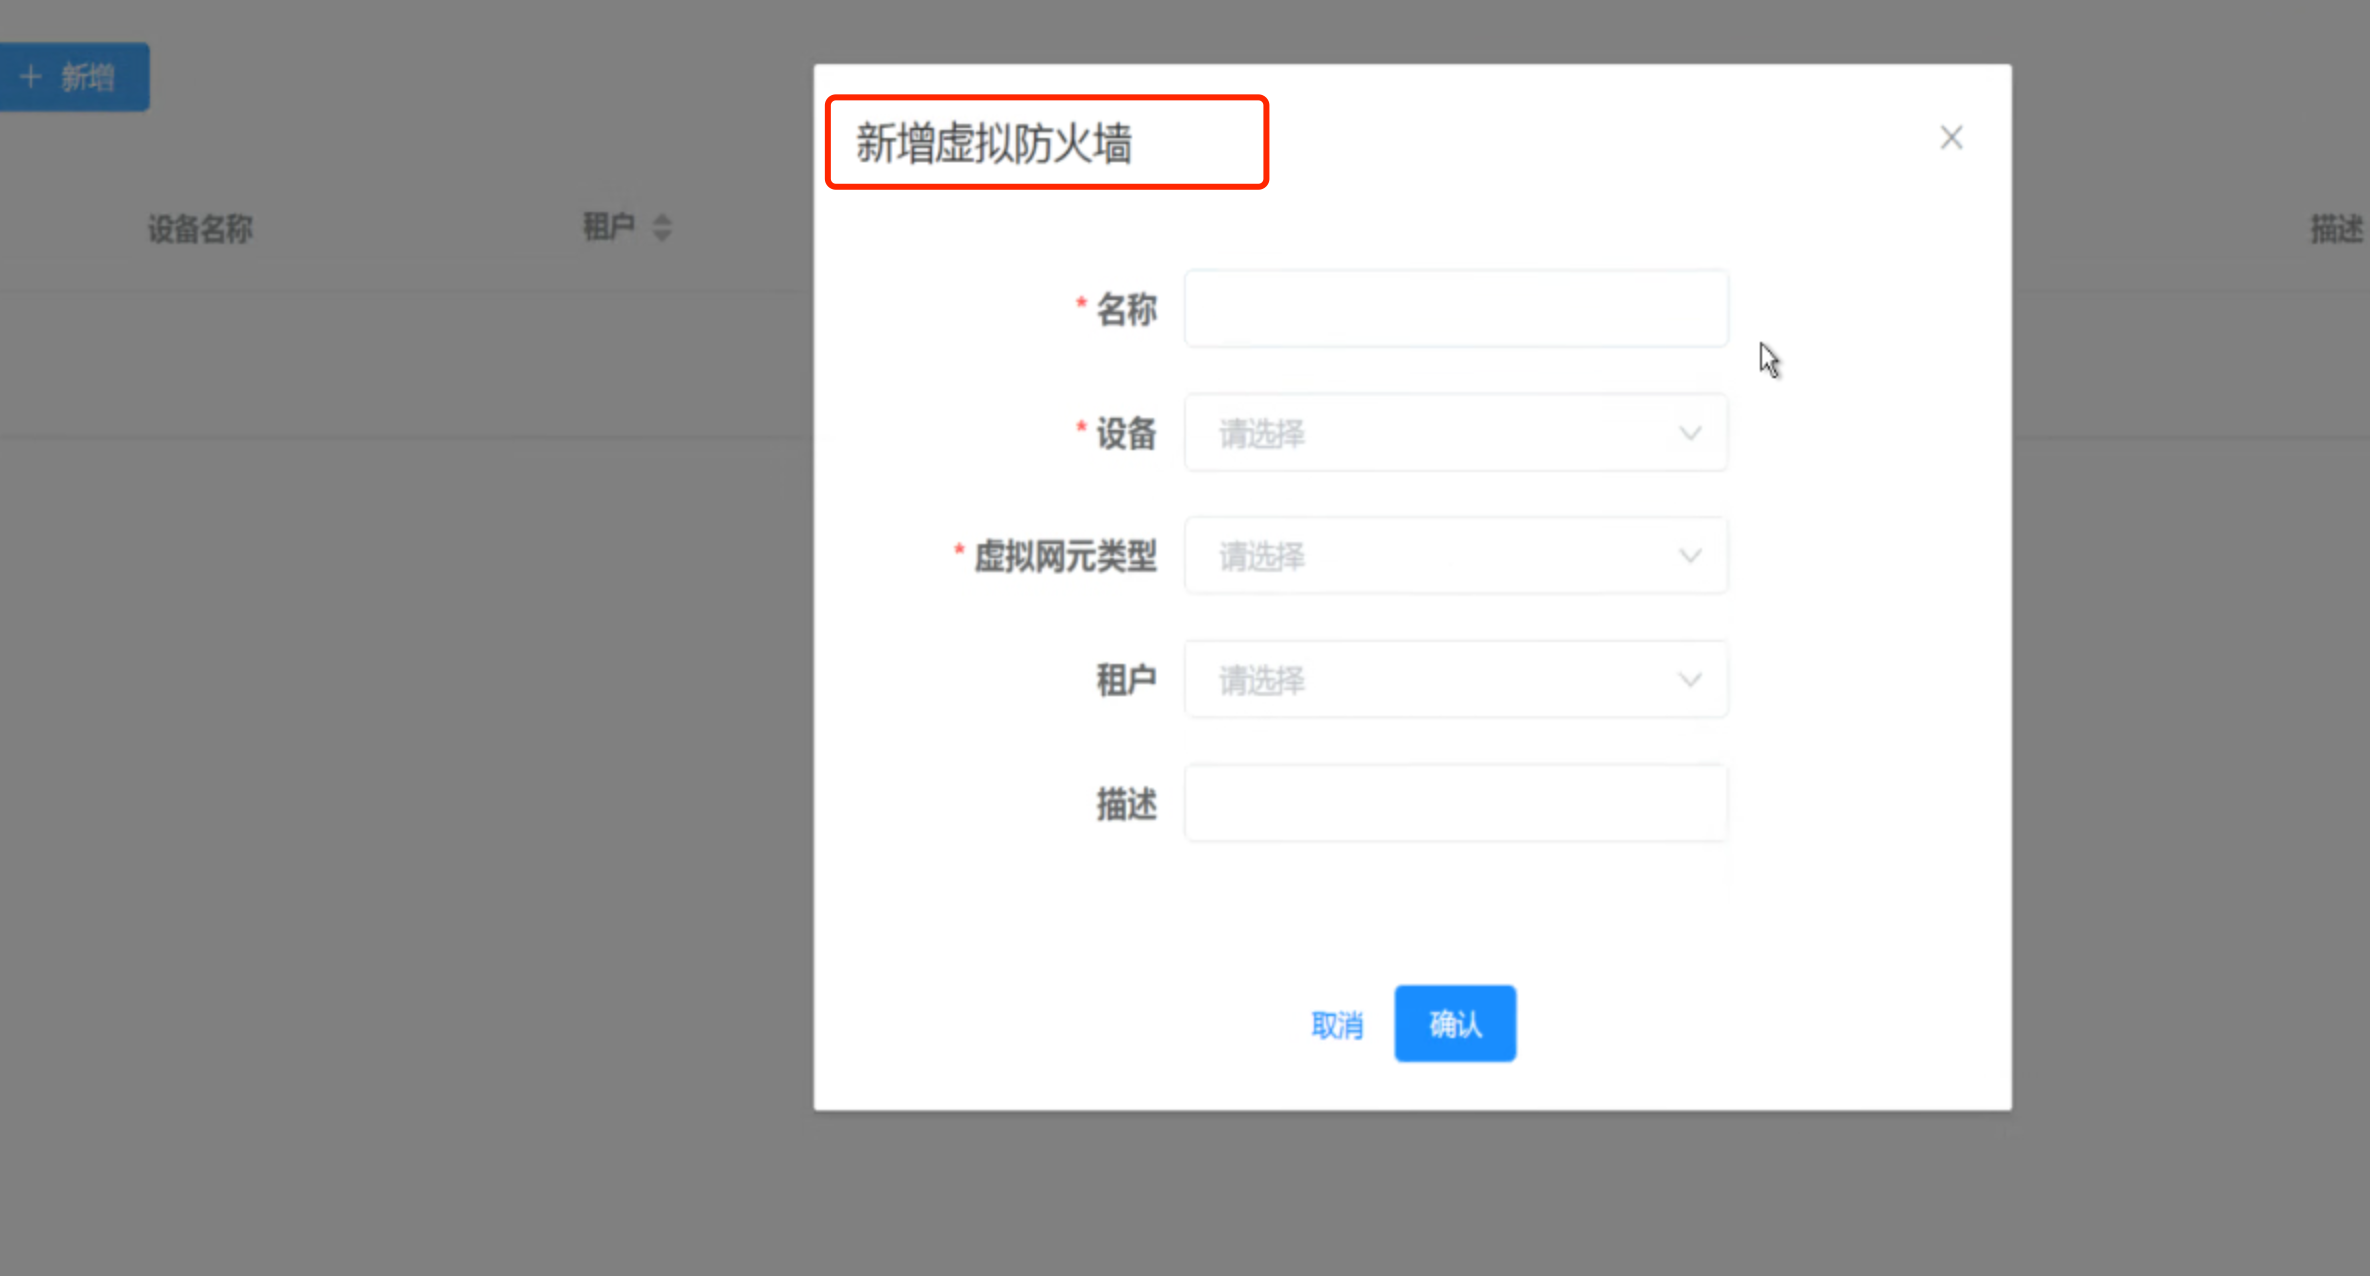 + 新增
新增虚拟防火墙
设备名称
租户
描述
* 名称
* 设备
请选择
* 虚拟网元类型
请选择
租户
请选择
描述
取消
确认